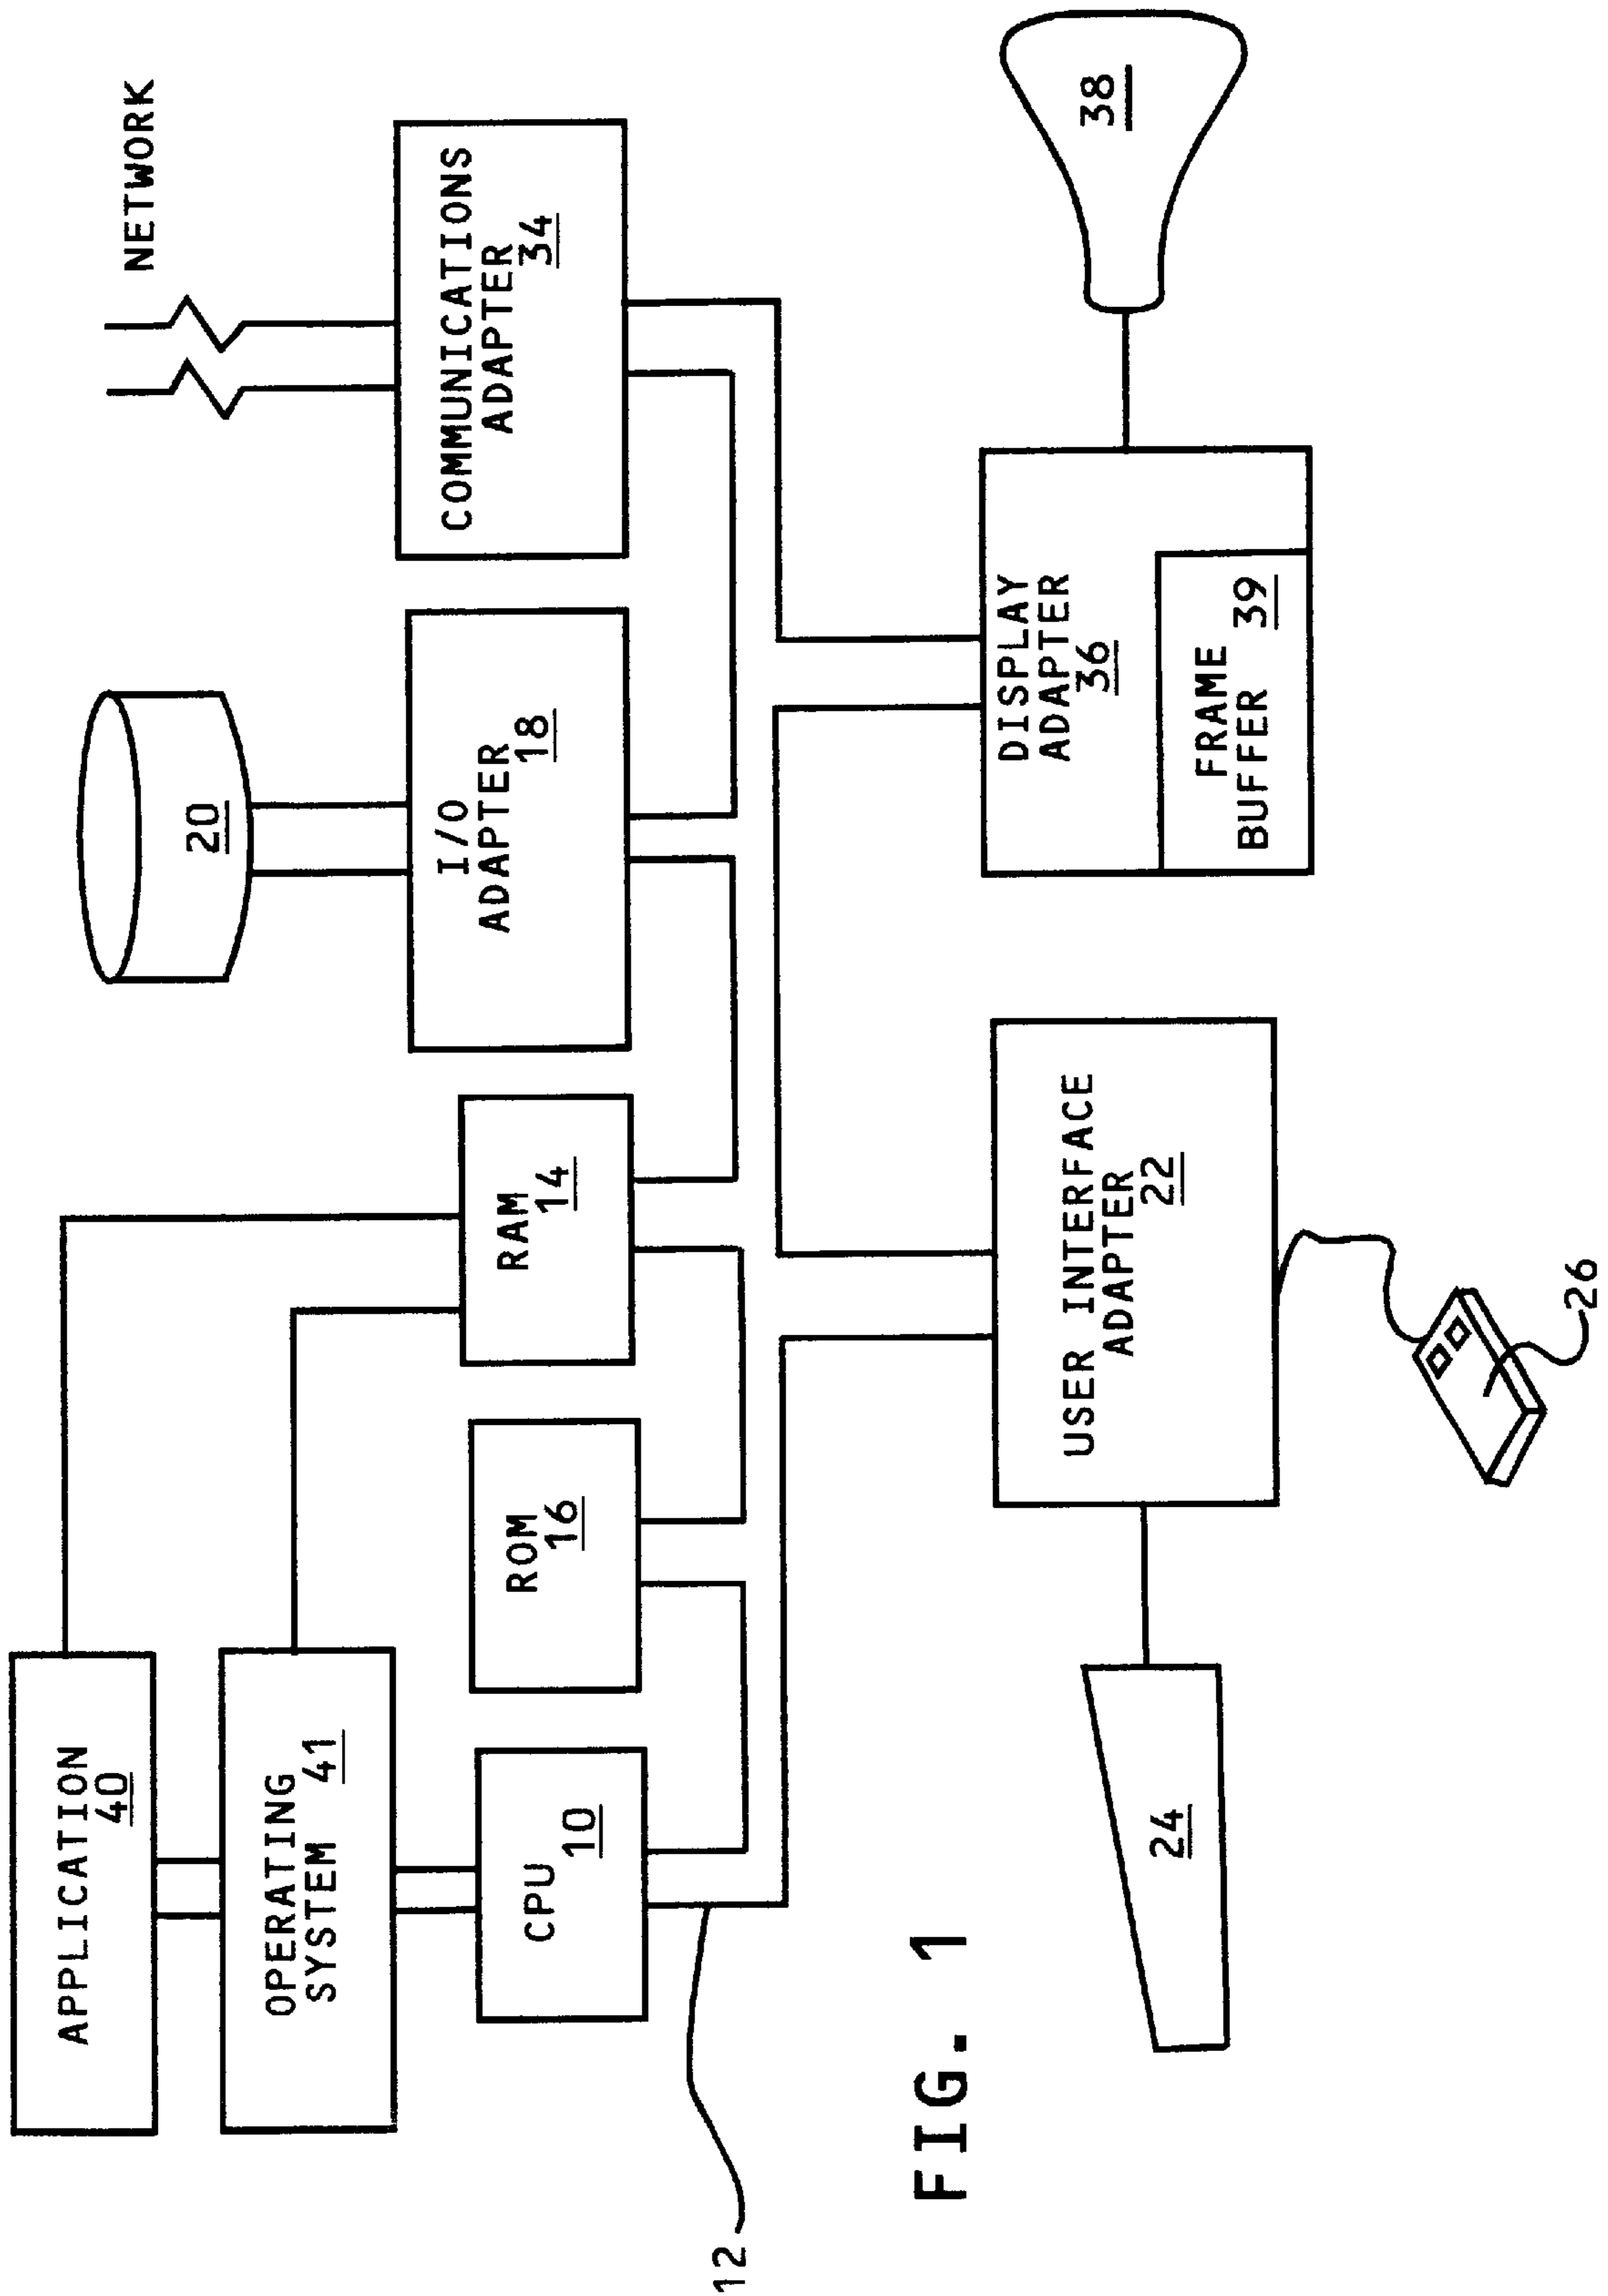 APPLICATION
40
OPERATING
SYSTEM 41
CPU
10
ROM
16
RAM
14
20
I/O
ADAPTER
18
NETWORK
COMMUNICATIONS
ADAPTER
34
12
USER INTERFACE
ADAPTER
22
24
26
DISPLAY
ADAPTER
36
FRAME
BUFFER 39
38
FIG. 1